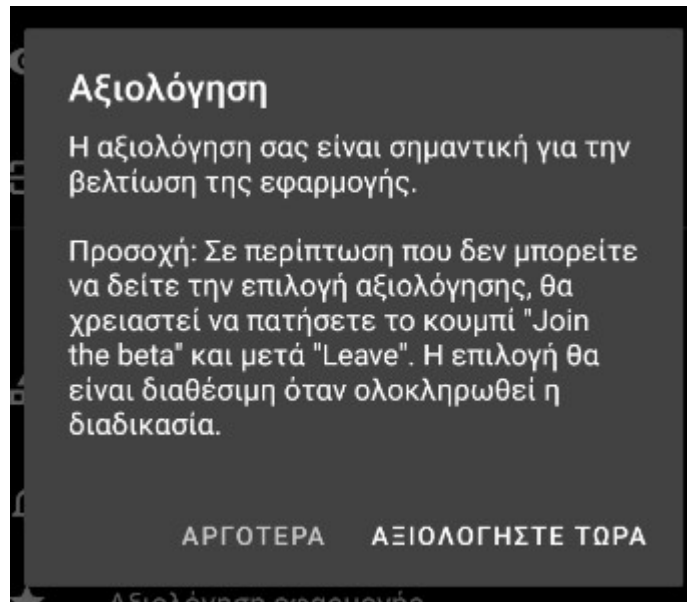 Αξιολόγηση
Η αξιολόγηση σας είναι σημαντική για την
βελτίωση της εφαρμογής.
Προσοχή: Σε περίπτωση που δεν μπορείτε
να δείτε την επιλογή αξιολόγησης, θα
χρειαστεί να πατήσετε το κουμπί "Join
the beta" και μετά "Leave". Η επιλογή θα
είναι διαθέσιμη όταν ολοκληρωθεί η
διαδικασία.
ΑΡΓΟΤΕΡΑ ΑΞΙΟΛΟΓΗΣΤΕ ΤΩΡΑ
Αξιολόγηση εφαρμογής